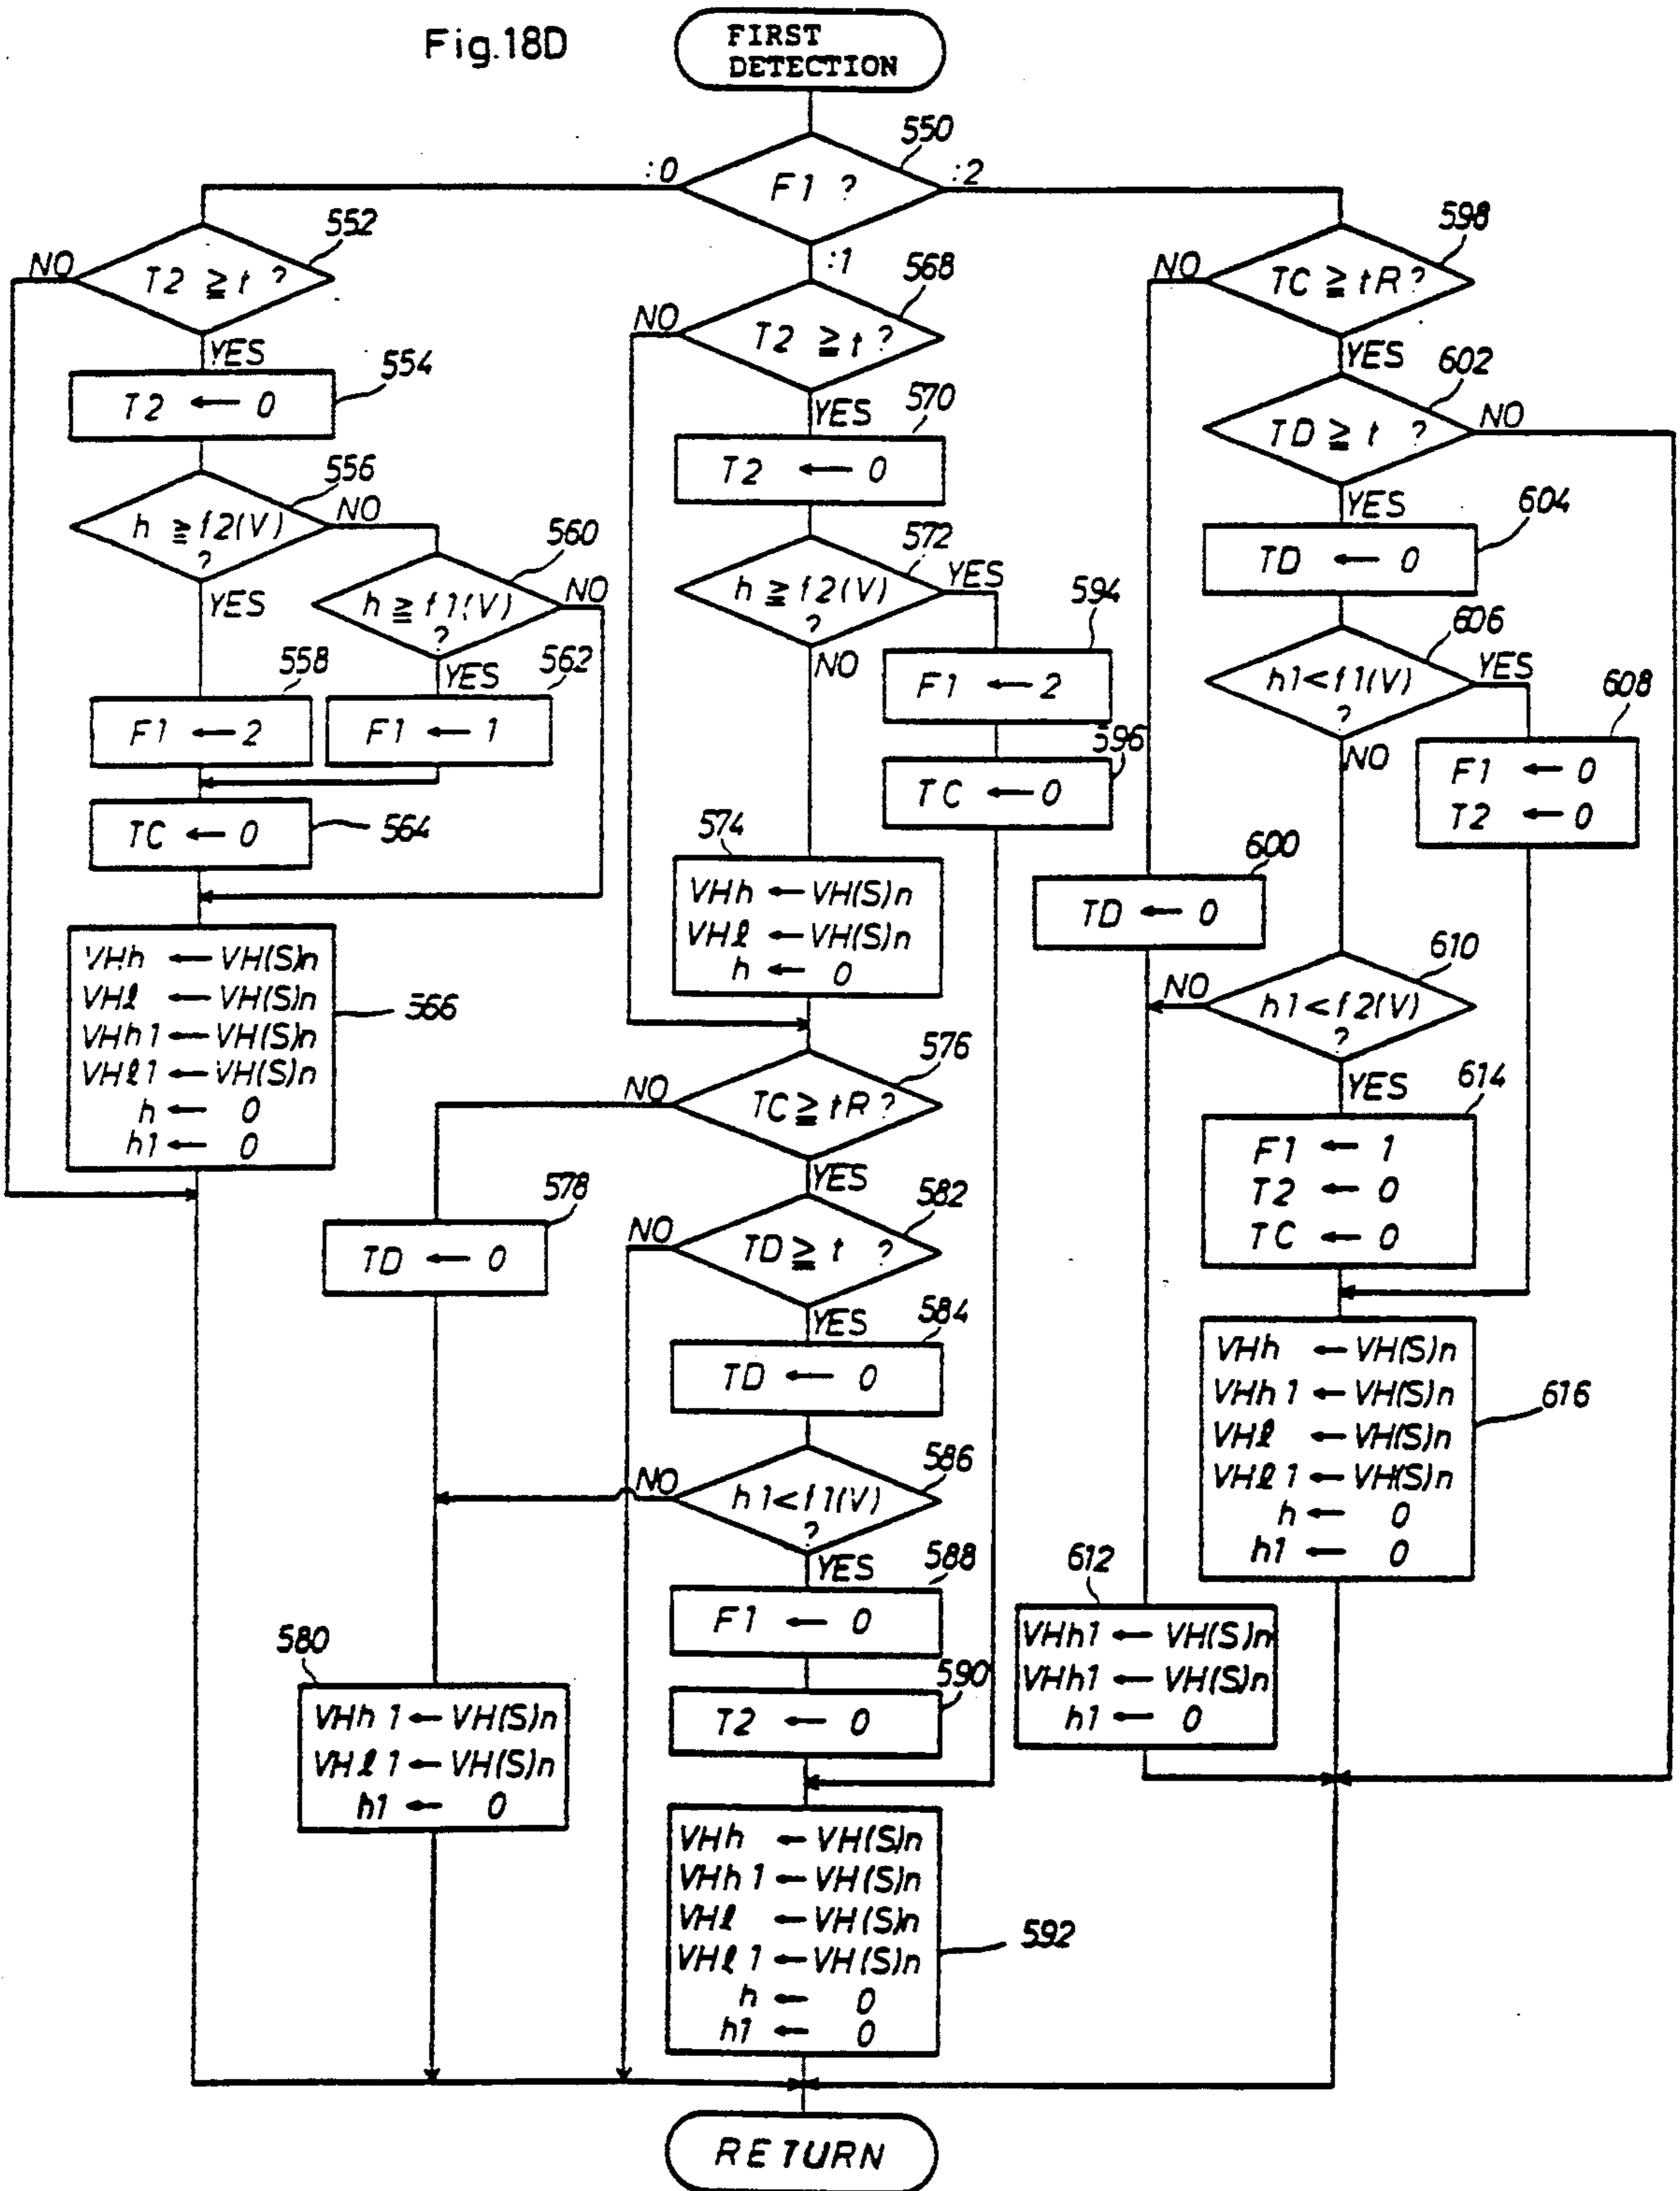 Fig.18D
FIRST
DETECTION
550
F1 ?
:0
:2
:1
552
T2 ≧ t ?
NO
YES
554
T2 ← 0
556
h ≧ f2(V)
?
NO
YES
560
h ≧ f1(V)
?
NO
YES
558
F1 ← 2
562
F1 ← 1
TC ← 0
564
VHh ← VH(S)n
VHℓ ← VH(S)n
VHh1 ← VH(S)n
VHℓ1 ← VH(S)n
h ← 0
h1 ← 0
566
568
T2 ≧ t ?
NO
YES
570
T2 ← 0
572
h ≧ f2(V)
?
YES
NO
594
F1 ← 2
596
TC ← 0
574
VHh ← VH(S)n
VHℓ ← VH(S)n
h ← 0
576
TC ≧ tR ?
NO
YES
578
TD ← 0
582
TD ≧ t ?
NO
YES
584
TD ← 0
586
h1 < f1(V)
?
NO
YES
588
F1 ← 0
590
T2 ← 0
580
VHh1 ← VH(S)n
VHℓ1 ← VH(S)n
h1 ← 0
VHh ← VH(S)n
VHh1 ← VH(S)n
VHℓ ← VH(S)n
VHℓ1 ← VH(S)n
h ← 0
h1 ← 0
592
598
TC ≧ tR ?
NO
YES
602
TD ≧ t ?
NO
YES
604
TD ← 0
606
h1 < f1(V)
?
YES
NO
608
F1 ← 0
T2 ← 0
600
TD ← 0
610
h1 < f2(V)
?
NO
YES
614
F1 ← 1
T2 ← 0
TC ← 0
VHh ← VH(S)n
VHh1 ← VH(S)n
VHℓ ← VH(S)n
VHℓ1 ← VH(S)n
h ← 0
h1 ← 0
616
612
VHh1 ← VH(S)n
VHh1 ← VH(S)n
h1 ← 0
RETURN